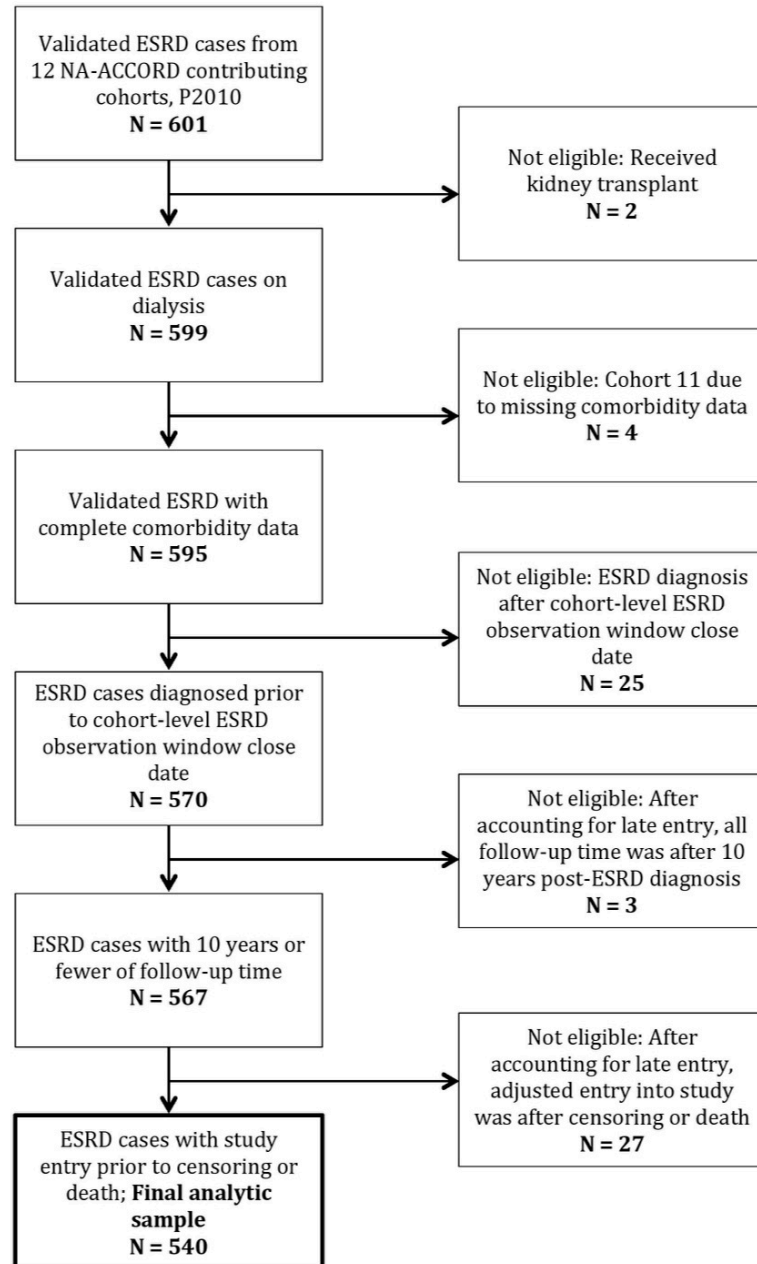 Validated ESRD cases from
12 NA-ACCORD contributing
cohorts, P2010
N = 601
Not eligible: Received
kidney transplant
N = 2
Validated ESRD cases on
dialysis
N = 599
Not eligible: Cohort 11 due
to missing comorbidity data
N = 4
Validated ESRD with
complete comorbidity data
N = 595
Not eligible: ESRD diagnosis
after cohort-level ESRD
observation window close
date
N = 25
ESRD cases diagnosed prior
to cohort-level ESRD
observation window close
date
N = 570
Not eligible: After
accounting for late entry, all
follow-up time was after 10
years post-ESRD diagnosis
N = 3
ESRD cases with 10 years or
fewer of follow-up time
N = 567
Not eligible: After
accounting for late entry,
adjusted entry into study
was after censoring or death
N = 27
ESRD cases with study
entry prior to censoring or
death; Final analytic
sample
N = 540